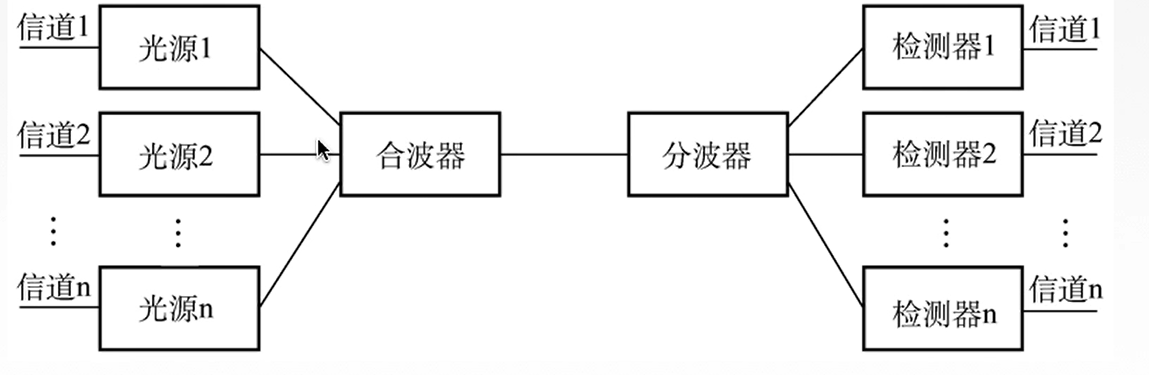 信道1
光源1
检测器1
信道1
信道2
光源2
合波器
分波器
检测器2
信道2
⋮
⋮
⋮
⋮
信道n
光源n
检测器n
信道n